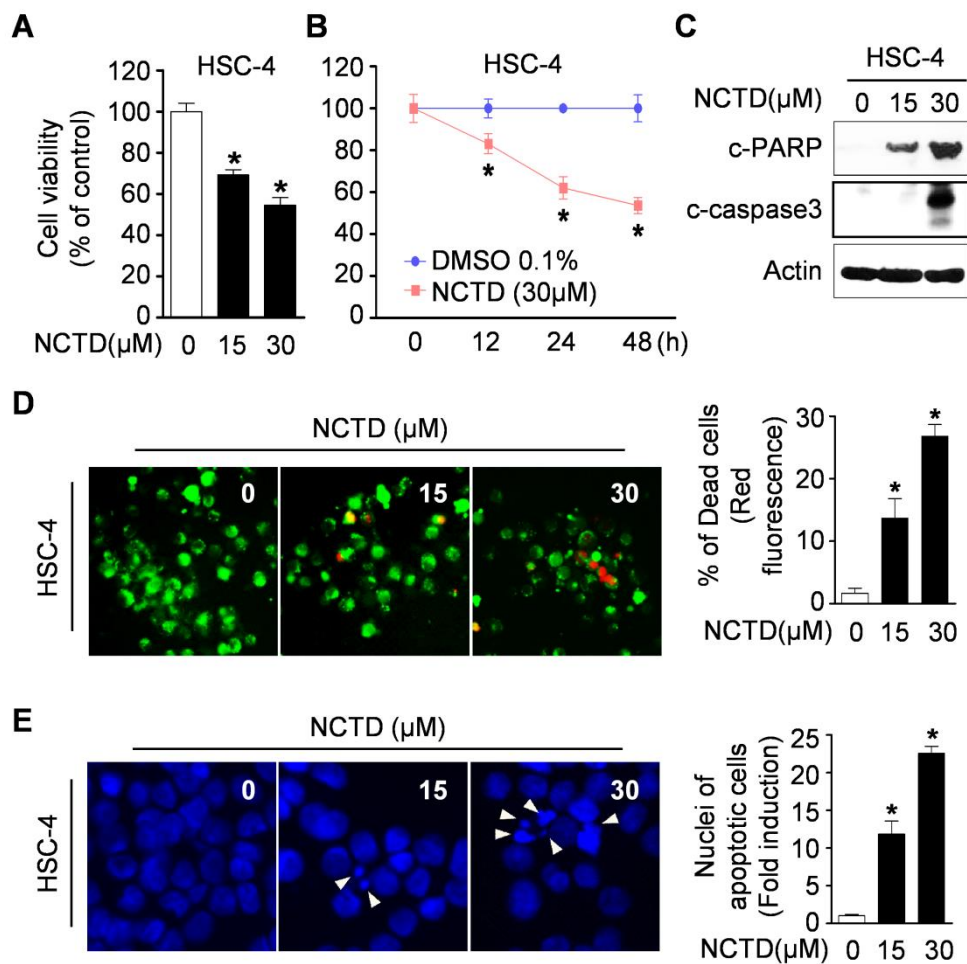 A
HSC-4
Cell viability
(% of control)
120
100
80
60
40
20
0
*
*
NCTD(µM) 0 15 30
B
HSC-4
120
100
80
60
40
20
0
*
*
*
DMSO 0.1%
NCTD (30µM)
0 12 24 48 (h)
C
HSC-4
NCTD(µM) 0 15 30
c-PARP
c-caspase3
Actin
D
NCTD (µM)
HSC-4
0 15 30
% of Dead cells
(Red
fluorescence)
30
20
10
0
*
*
NCTD(µM) 0 15 30
E
NCTD (µM)
HSC-4
0 15 30
Nuclei of
apoptotic cells
(Fold induction)
25
20
15
10
5
0
*
*
NCTD(µM) 0 15 30